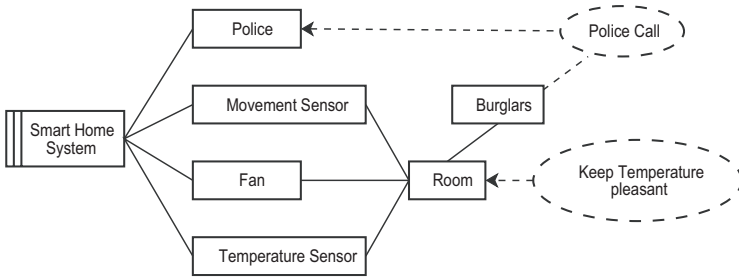 Police
Police Call
Movement Sensor
Burglars
Smart Home
System
Fan
Room
Keep Temperature
pleasant
Temperature Sensor